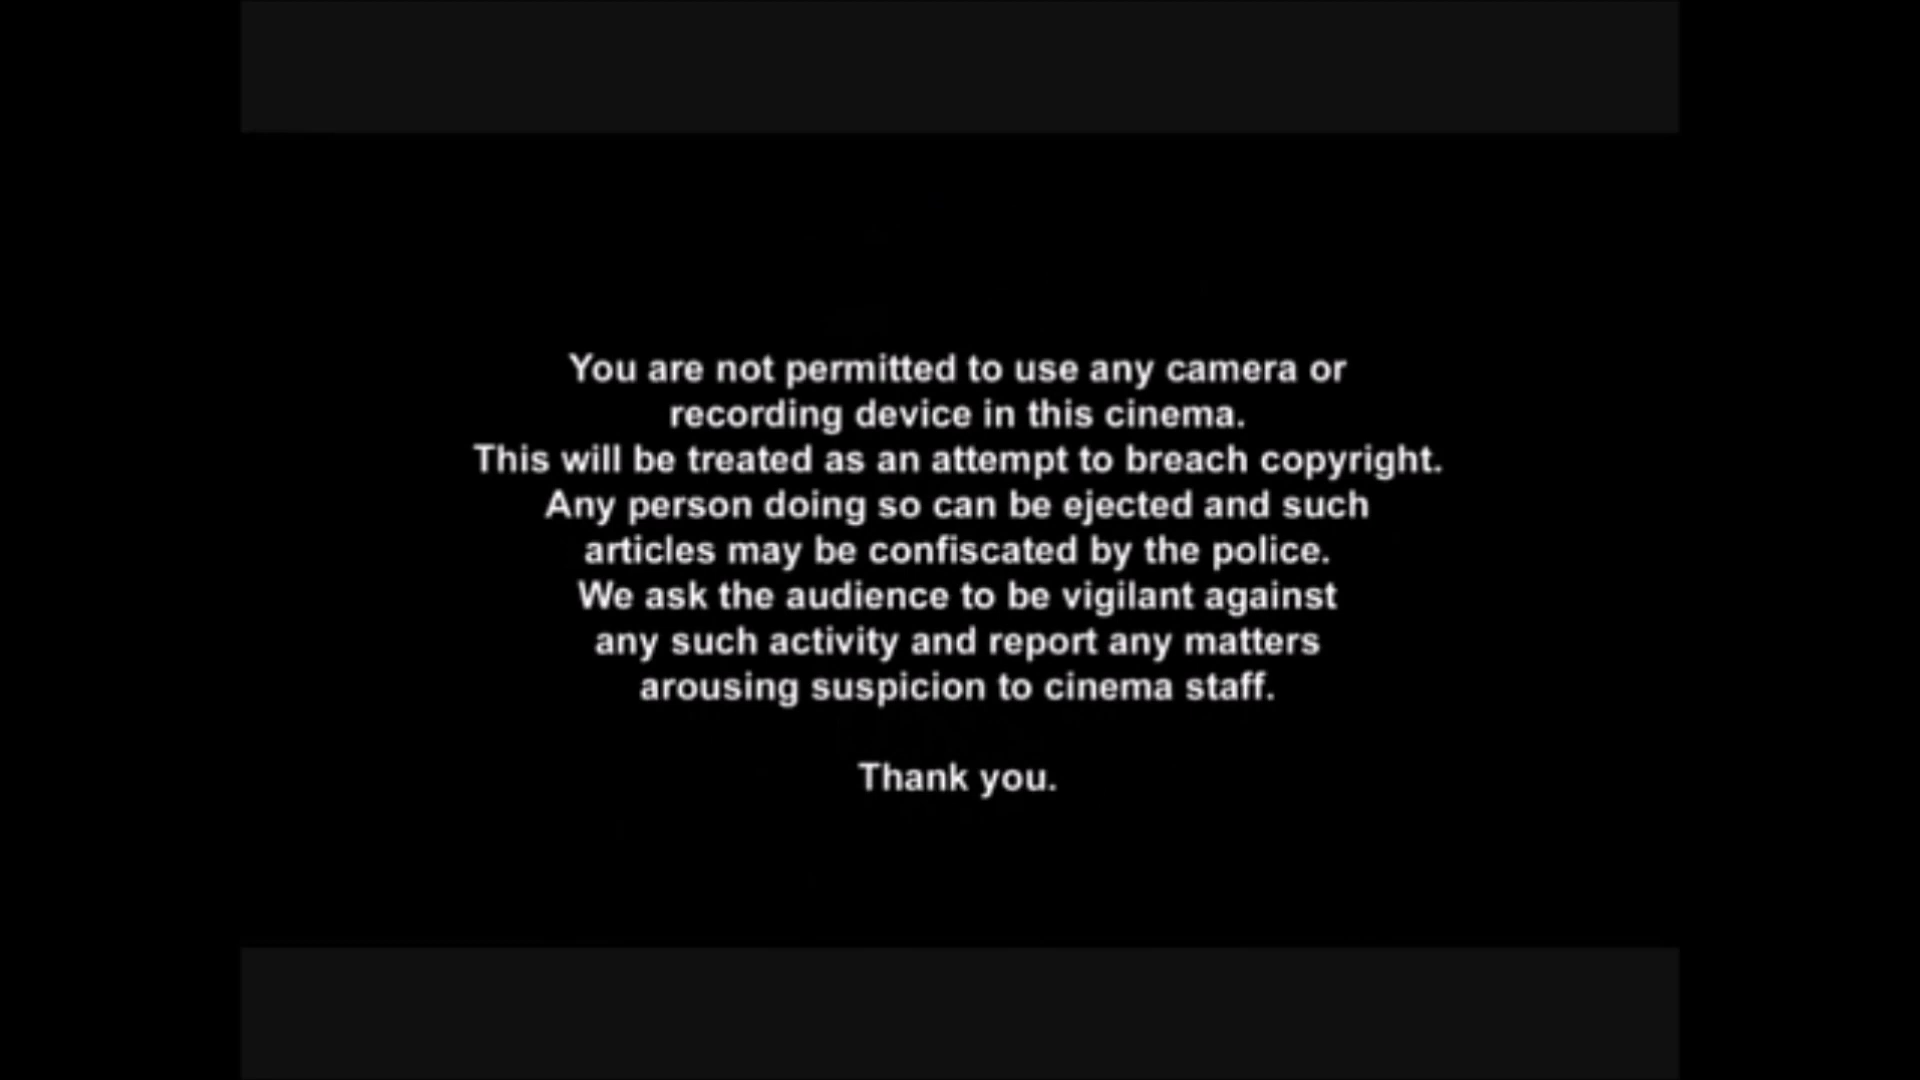 You are not permitted to use any camera or
recording device in this cinema.
This will be treated as an attempt to breach copyright.
Any person doing so can be ejected and such
articles may be confiscated by the police.
We ask the audience to be vigilant against
any such activity and report any matters
arousing suspicion to cinema staff.
Thank you.